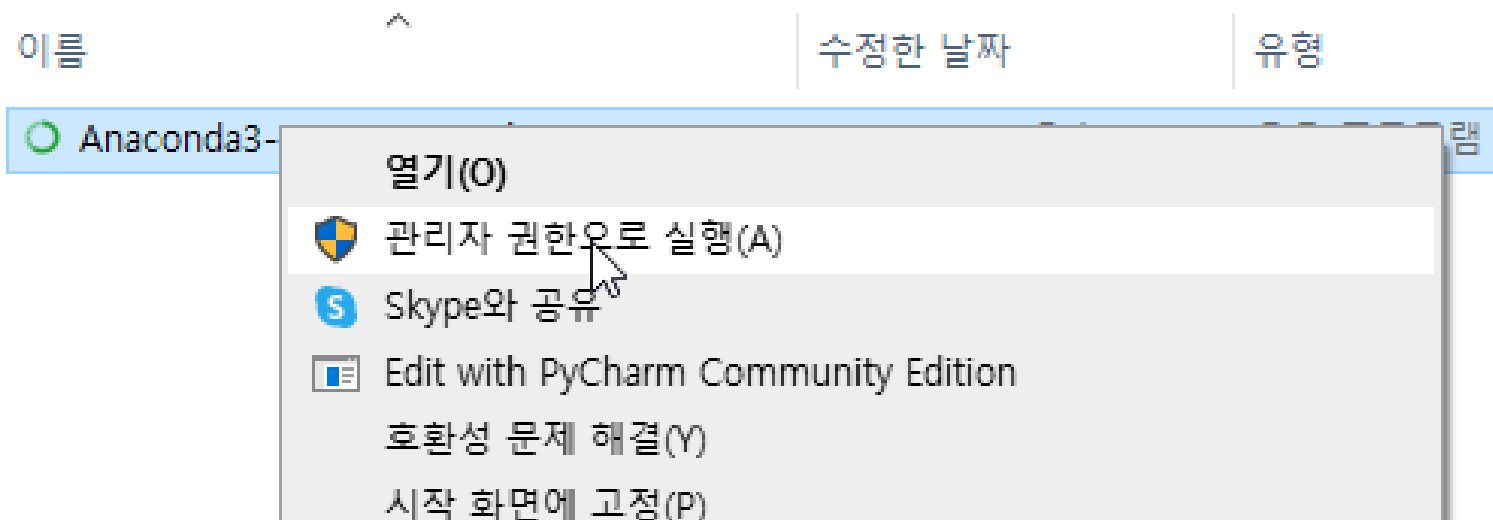 이름 수정한 날짜 유형
Anaconda3-
열기(O)
관리자 권한으로 실행(A)
Skype와 공유
Edit with PyCharm Community Edition
호환성 문제 해결(Y)
시작 화면에 고정(P)